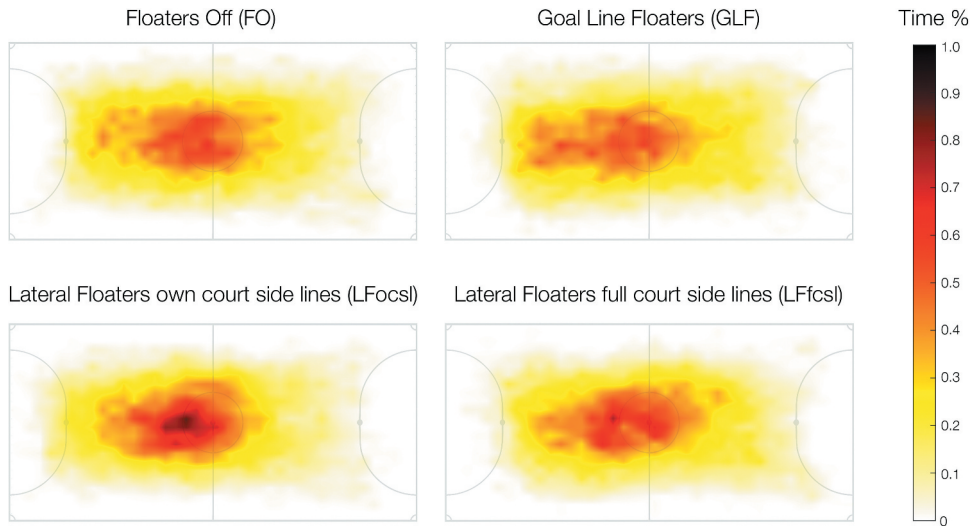 Floaters Off (FO)
Goal Line Floaters (GLF)
Time %
1.0
0.9
0.8
0.7
0.6
0.5
0.4
0.3
0.2
0.1
0
Lateral Floaters own court side lines (LFocsl)
Lateral Floaters full court side lines (LFfcsl)